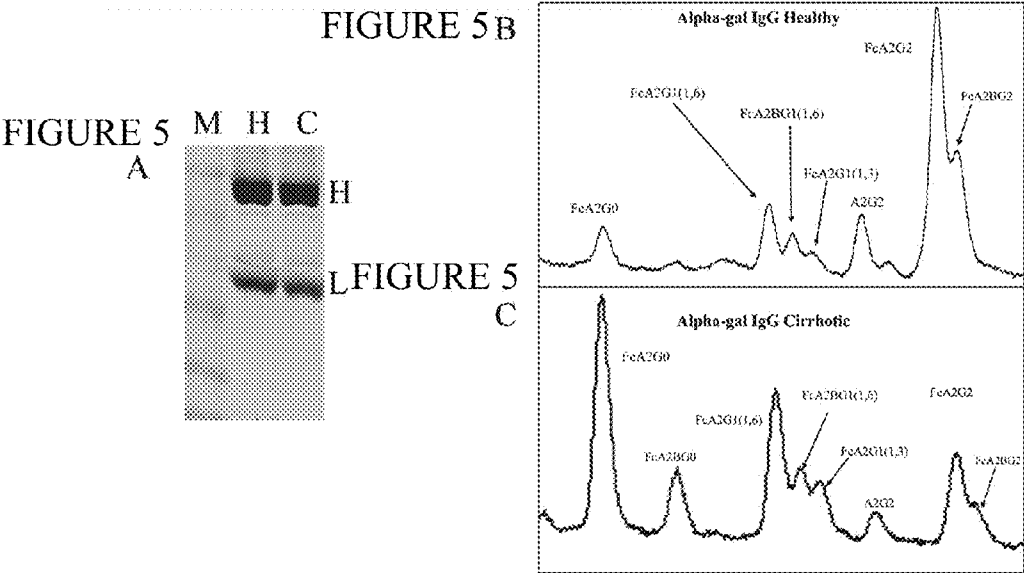 FIGURE 5
A
M H C
H
L
FIGURE 5 B
Alpha-gal IgG Healthy
FcA2G2
FcA2G1(1,6)
FcA2BG2
FcA2BG1(1,6)
FcA2G1(1,3)
FcA2G0
A2G2
FIGURE 5
C
Alpha-gal IgG Cirrhotic
FcA2G0
FcA2BG1(1,6)
FcA2G2
FcA2G1(1,6)
FcA2BG0
FcA2G1(1,3)
FcA2BG2
A2G2